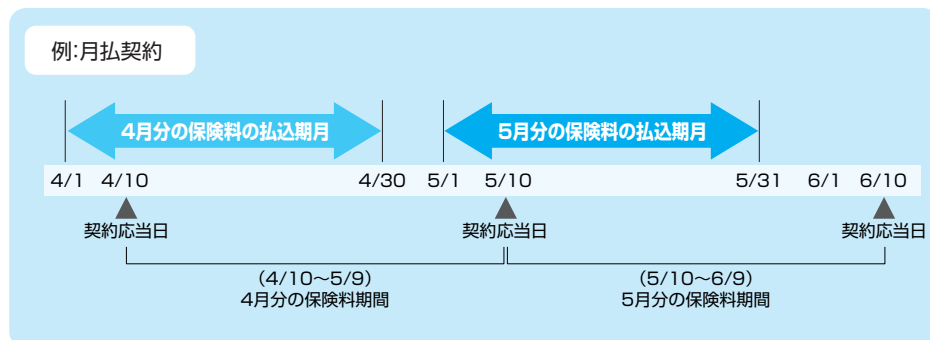 例:月払契約
4月分の保険料の払込期月
5月分の保険料の払込期月
4/1 4/10 4/30 5/1 5/10 5/31 6/1 6/10
契約応当日 契約応当日 契約応当日
(4/10〜5/9) (5/10〜6/9)
4月分の保険料期間 5月分の保険料期間